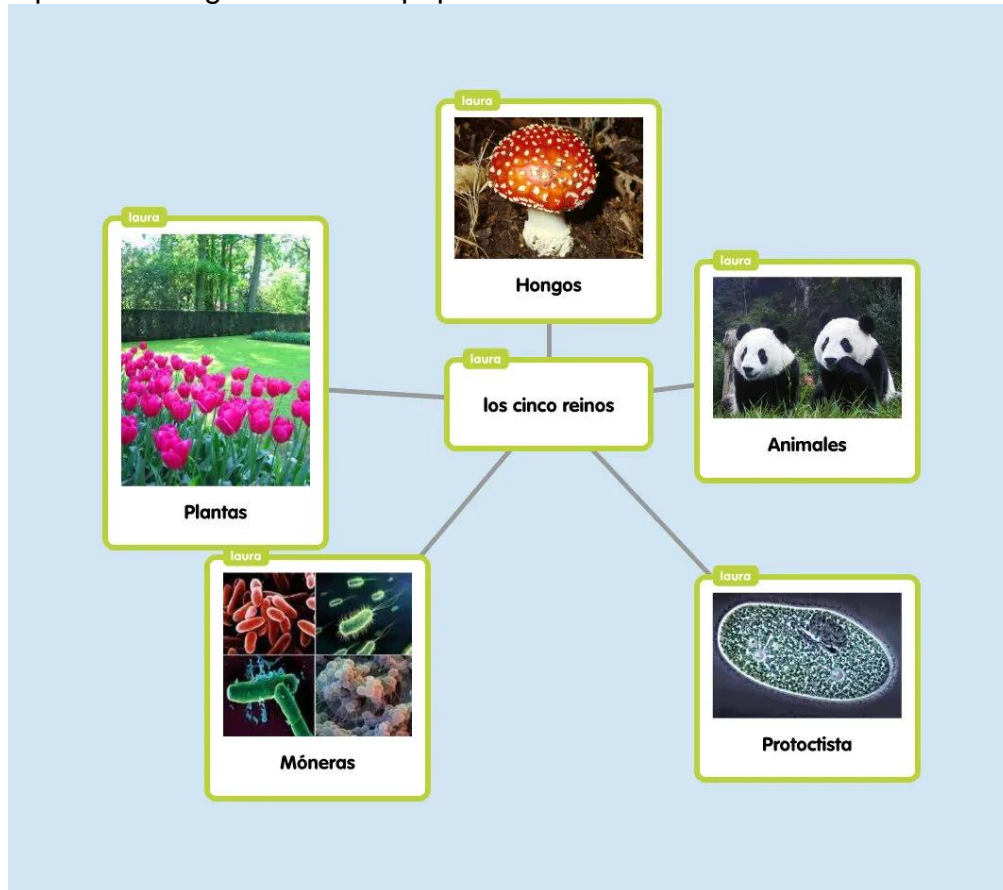 laura
Hongos
laura
Animales
laura
Plantas
laura
los cinco reinos
laura
Móneras
laura
Protoctista